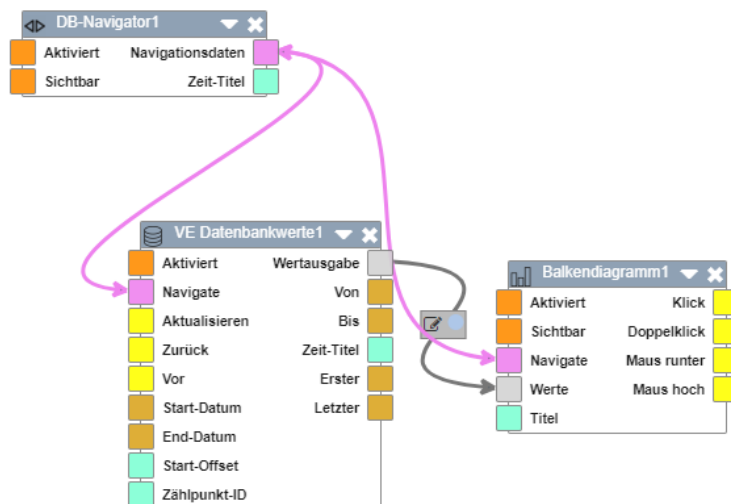 DB-Navigator1
Aktiviert Navigationsdaten
Sichtbar Zeit-Titel
VE Datenbankwerte1
Aktiviert Wertausgabe
Navigate Von
Aktualisieren Bis
Zurück Zeit-Titel
Vor Erster
Start-Datum Letzter
End-Datum
Start-Offset
Zählpunkt-ID
Balkendiagramm1
Aktiviert Klick
Sichtbar Doppelklick
Navigate Maus runter
Werte Maus hoch
Titel